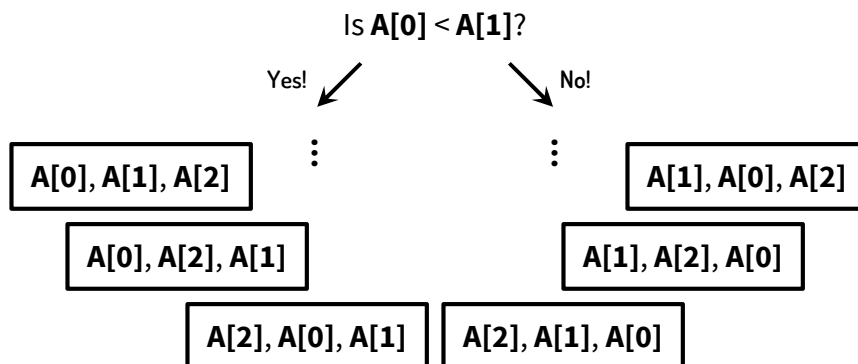 Is A[0] < A[1]?
Yes!
No!
A[0], A[1], A[2]
A[1], A[0], A[2]
A[0], A[2], A[1]
A[1], A[2], A[0]
A[2], A[0], A[1]
A[2], A[1], A[0]